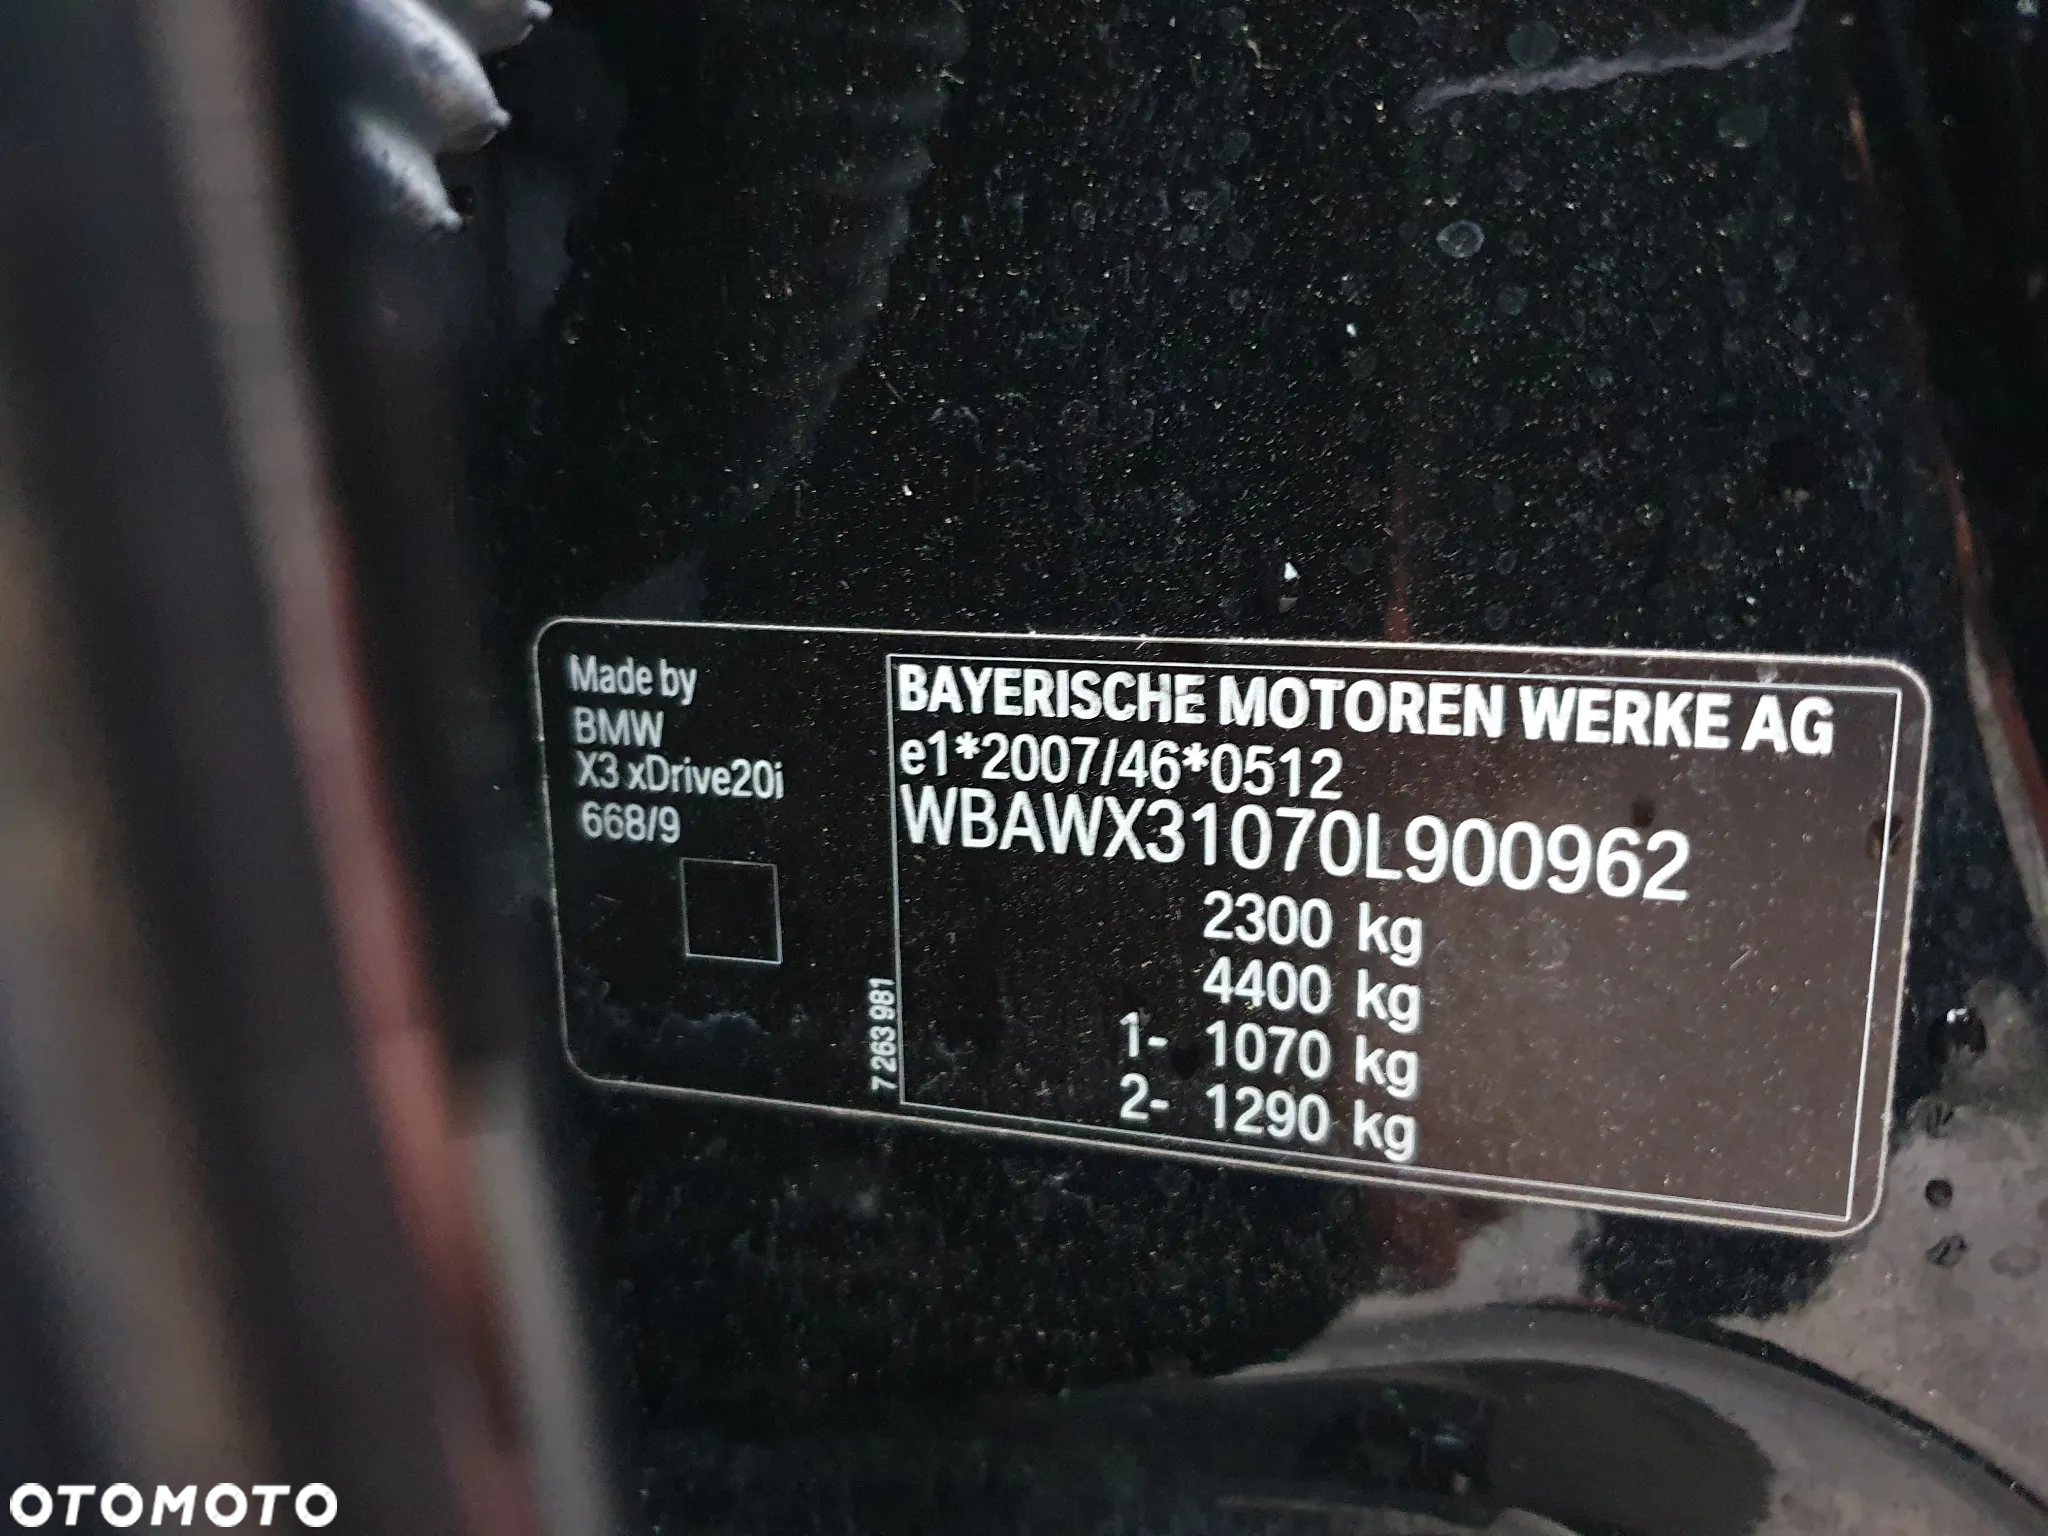 Made by
BMW
X3 xDrive20i
668/9
7 263 981
BAYERISCHE MOTOREN WERKE AG
e1*2007/46*0512
WBAWX31070L900962
2300 kg
4400 kg
1- 1070 kg
2- 1290 kg
OTOMOTO